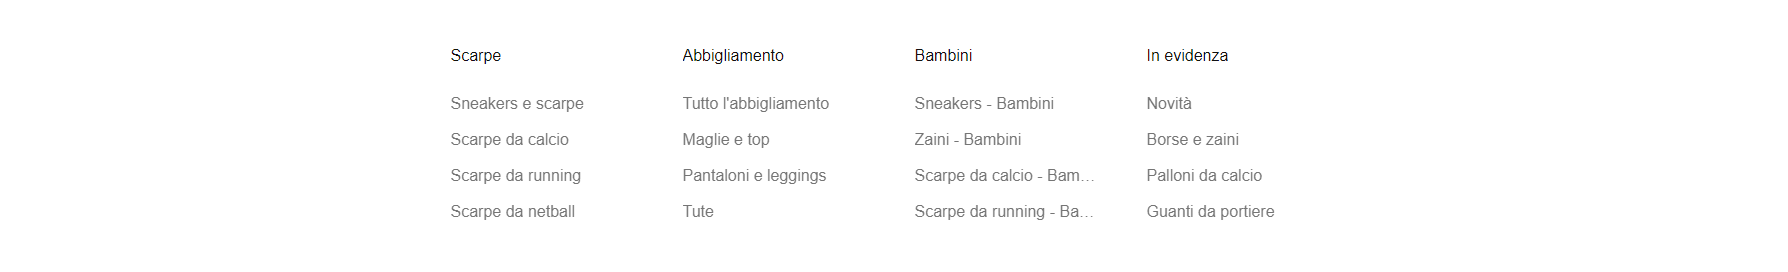 Scarpe
Sneakers e scarpe
Scarpe da calcio
Scarpe da running
Scarpe da netball
Abbigliamento
Tutto l'abbigliamento
Maglie e top
Pantaloni e leggings
Tute
Bambini
Sneakers - Bambini
Zaini - Bambini
Scarpe da calcio - Bam...
Scarpe da running - Ba...
In evidenza
Novità
Borse e zaini
Palloni da calcio
Guanti da portiere